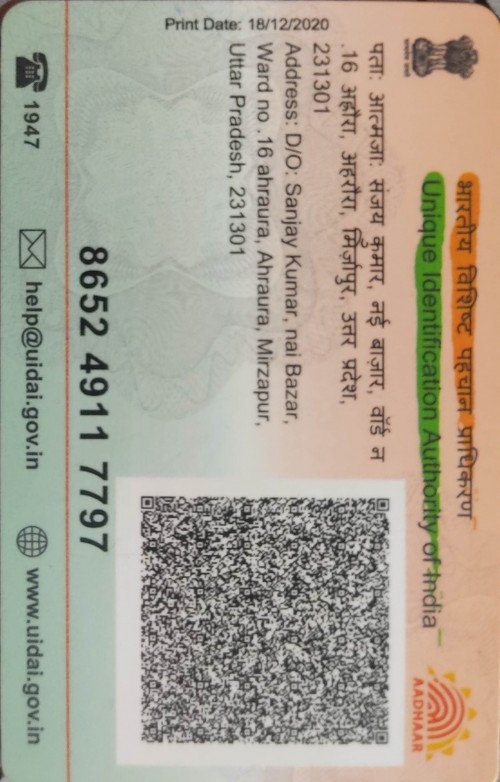 भारतीय विशिष्ट पहचान प्राधिकरण
Unique Identification Authority of India
AADHAAR
पता: आत्मजा: संजय कुमार, नई बाजार, वॉर्ड न
.16 अहौरा, अहरौरा, मिर्ज़ापुर, उत्तर प्रदेश,
231301
Address: D/O: Sanjay Kumar, nai Bazar,
Ward no .16 ahraura, Ahraura, Mirzapur,
Uttar Pradesh, 231301
Print Date: 18/12/2020
8652 4911 7797
1947
help@uidai.gov.in
www.uidai.gov.in